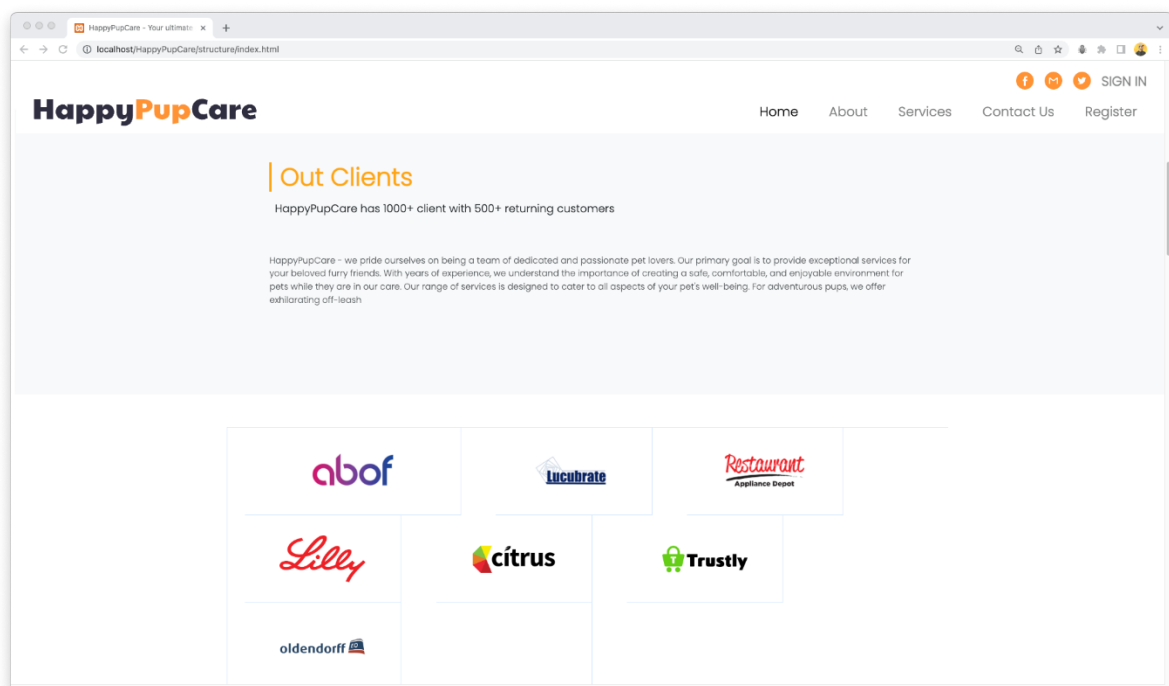 HappyPupCare - Your ultimate
localhost/HappyPupCare/structure/index.html
SIGN IN
HappyPupCare
Home About Services Contact Us Register
Out Clients
HappyPupCare has 1000+ client with 500+ returning customers
HappyPupCare - we pride ourselves on being a team of dedicated and passionate pet lovers. Our primary goal is to provide exceptional services for
your beloved furry friends. With years of experience, we understand the importance of creating a safe, comfortable, and enjoyable environment for
pets while they are in our care. Our range of services is designed to cater to all aspects of your pet's well-being. For adventurous pups, we offer
exhilarating off-leash
abof
Lucubrate
Restaurant
Appliance Depot
Lilly
cítrus
Trustly
oldendorff